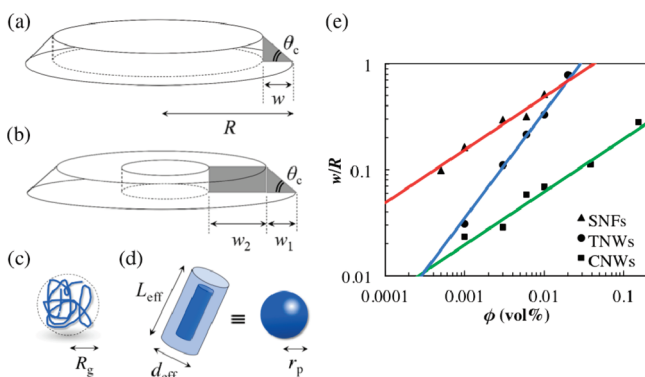 (a)
θc
w
R
(b)
θc
w2
w1
(c)
Rg
(d)
Leff
deff
≡
rp
(e)
w/R
1
0.1
0.01
SNFs
TNWs
CNWs
0.0001
0.001
0.01
0.1
ϕ (vol%)